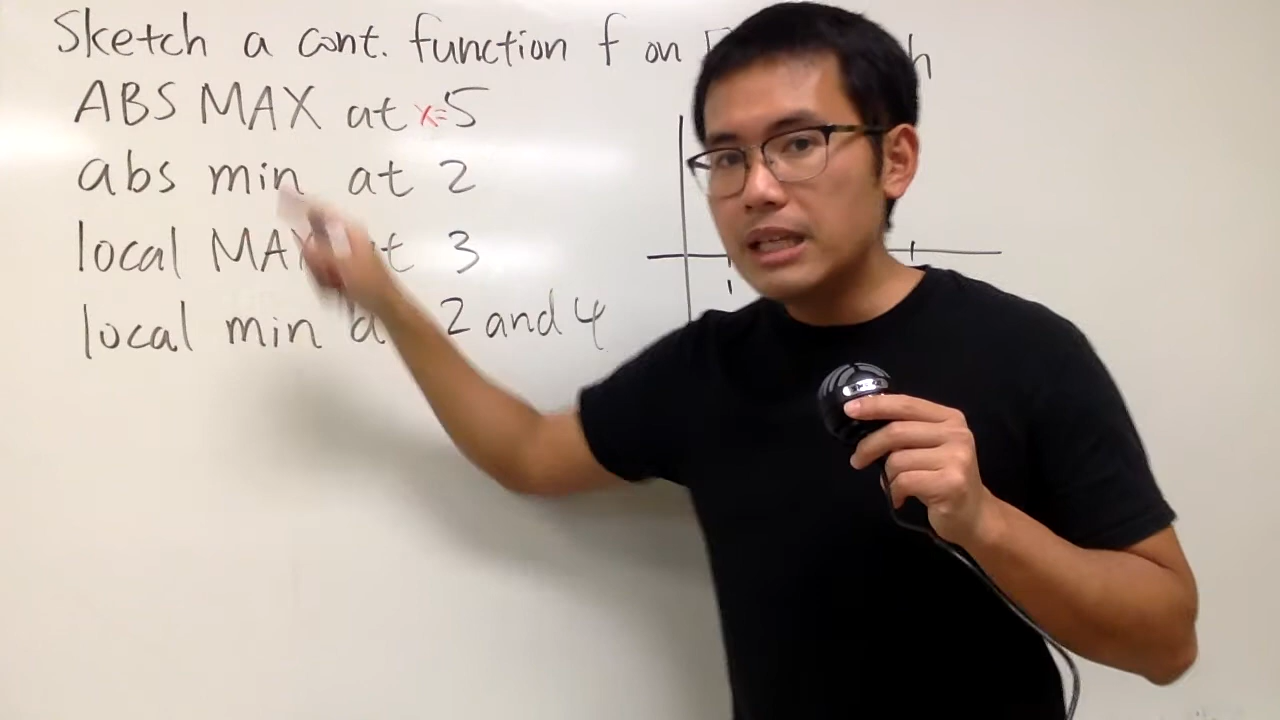 Sketch a cont. function f on
ABS MAX at x=5
abs min at 2
local MAX at 3
local min at 2 and 4